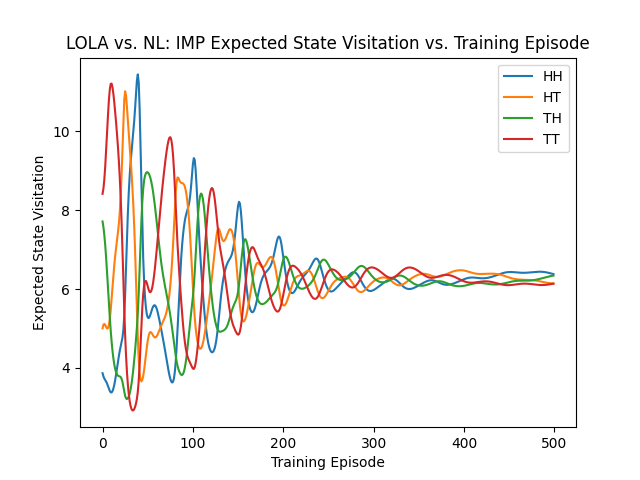 LOLA vs. NL: IMP Expected State Visitation vs. Training Episode
HH
HT
TH
TT
Expected State Visitation
10
8
6
4
0 100 200 300 400 500
Training Episode